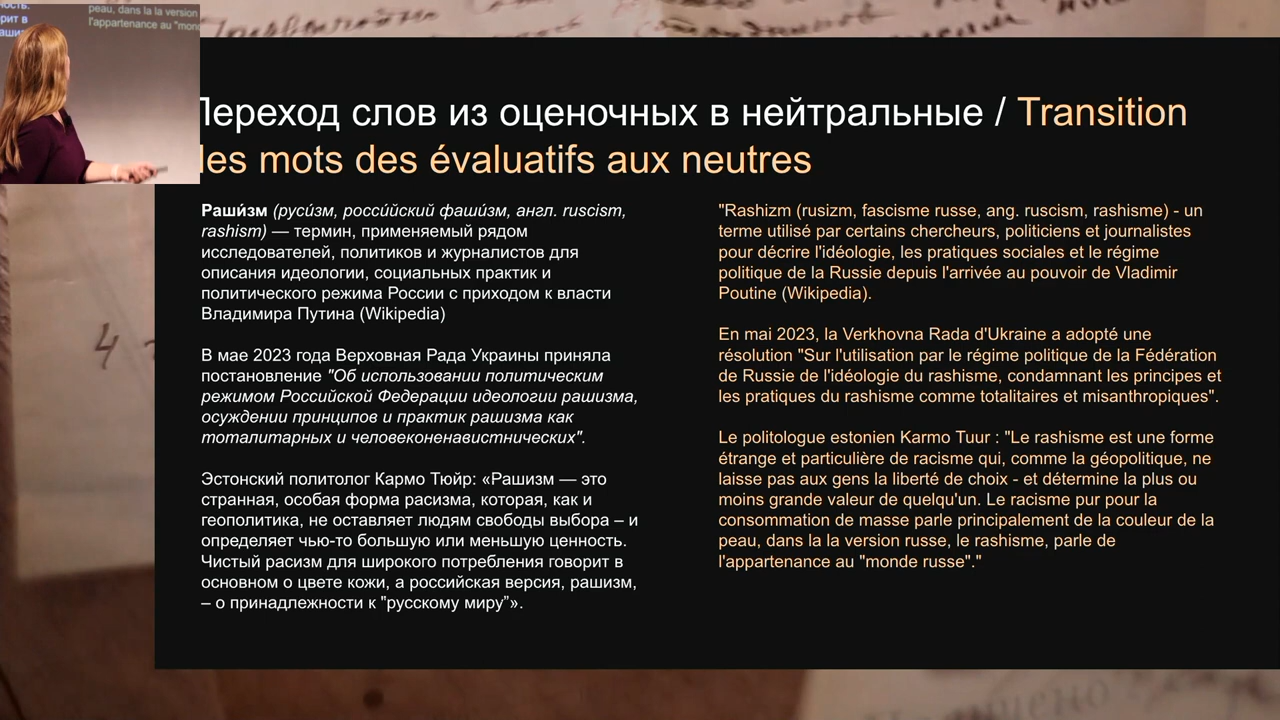 Переход слов из оценочных в нейтральные / Transition
des mots des évaluatifs aux neutres
Раши́зм (руси́зм, росси́йский фаши́зм, англ. ruscism,
rashism) — термин, применяемый рядом
исследователей, политиков и журналистов для
описания идеологии, социальных практик и
политического режима России с приходом к власти
Владимира Путина (Wikipedia)
В мае 2023 года Верховная Рада Украины приняла
постановление "Об использовании политическим
режимом Российской Федерации идеологии рашизма,
осуждении принципов и практик рашизма как
тоталитарных и человеконенавистнических".
Эстонский политолог Кармо Тюйр: «Рашизм — это
странная, особая форма расизма, которая, как и
геополитика, не оставляет людям свободы выбора – и
определяет чью-то большую или меньшую ценность.
Чистый расизм для широкого потребления говорит в
основном о цвете кожи, а российская версия, рашизм,
– о принадлежности к "русскому миру”».
"Rashizm (rusizm, fascisme russe, ang. ruscism, rashisme) - un
terme utilisé par certains chercheurs, politiciens et journalistes
pour décrire l'idéologie, les pratiques sociales et le régime
politique de la Russie depuis l'arrivée au pouvoir de Vladimir
Poutine (Wikipedia).
En mai 2023, la Verkhovna Rada d'Ukraine a adopté une
résolution "Sur l'utilisation par le régime politique de la Fédération
de Russie de l'idéologie du rashisme, condamnant les principes et
les pratiques du rashisme comme totalitaires et misanthropiques".
Le politologue estonien Karmo Tuur : "Le rashisme est une forme
étrange et particulière de racisme qui, comme la géopolitique, ne
laisse pas aux gens la liberté de choix - et détermine la plus ou
moins grande valeur de quelqu'un. Le racisme pur pour la
consommation de masse parle principalement de la couleur de la
peau, dans la la version russe, le rashisme, parle de
l'appartenance au "monde russe"."
peau, dans la la version
l'appartenance au "mond